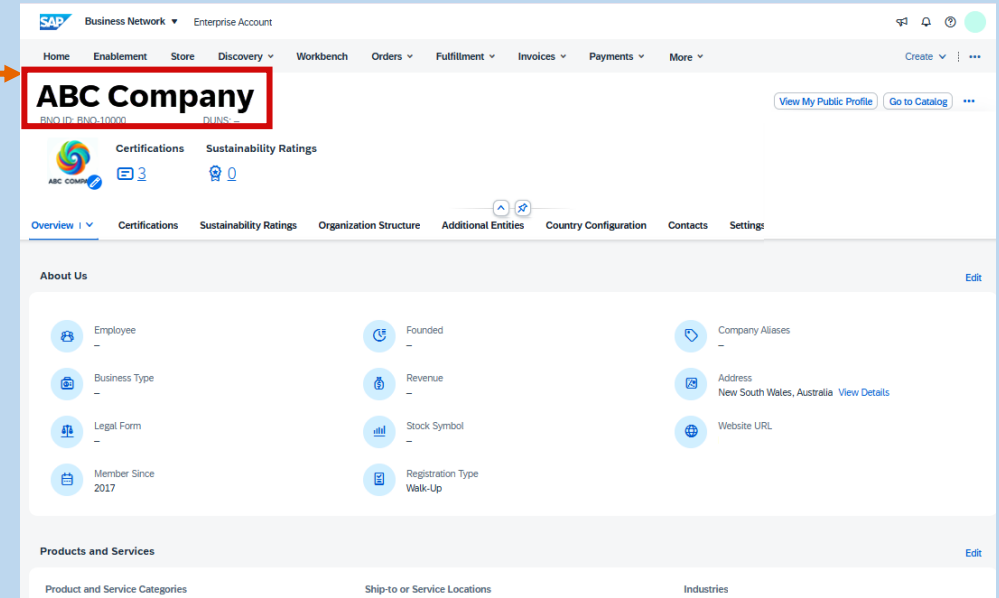 SAP Business Network Enterprise Account
Home Enablement Store Discovery Workbench Orders Fulfillment Invoices Payments More Create
ABC Company
BNO ID: BNO-10000 DUNS: –
View My Public Profile Go to Catalog
Certifications Sustainability Ratings
3 0
Overview Certifications Sustainability Ratings Organization Structure Additional Entities Country Configuration Contacts Settings
About Us Edit
Employee Founded Company Aliases
– – –
Business Type Revenue Address
– – New South Wales, Australia View Details
Legal Form Stock Symbol Website URL
– –
Member Since Registration Type
2017 Walk-Up
Products and Services Edit
Product and Service Categories Ship-to or Service Locations Industries